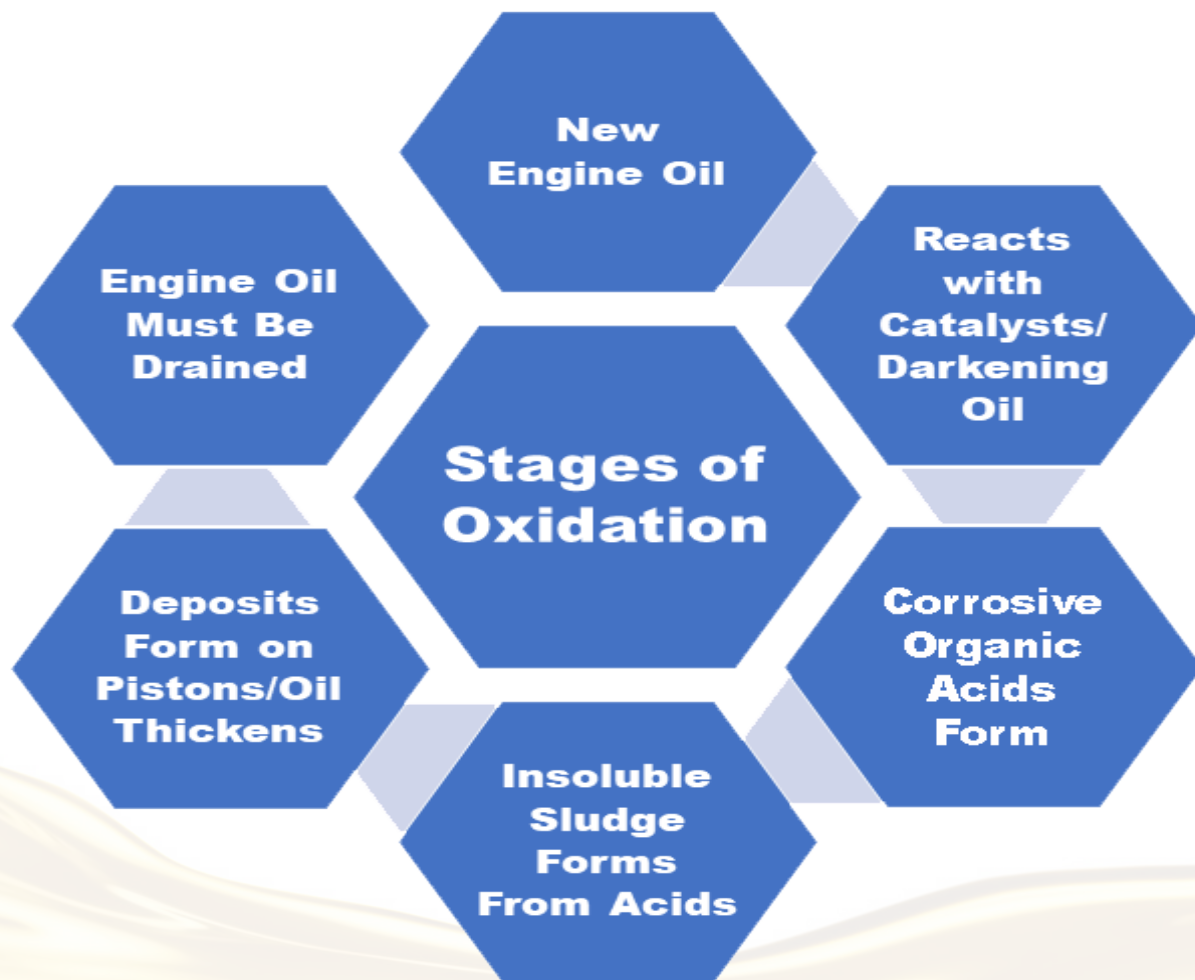 New
Engine Oil
Reacts
with
Catalysts/
Darkening
Oil
Corrosive
Organic
Acids
Form
Insoluble
Sludge
Forms
From Acids
Deposits
Form on
Pistons/Oil
Thickens
Engine Oil
Must Be
Drained
Stages of
Oxidation